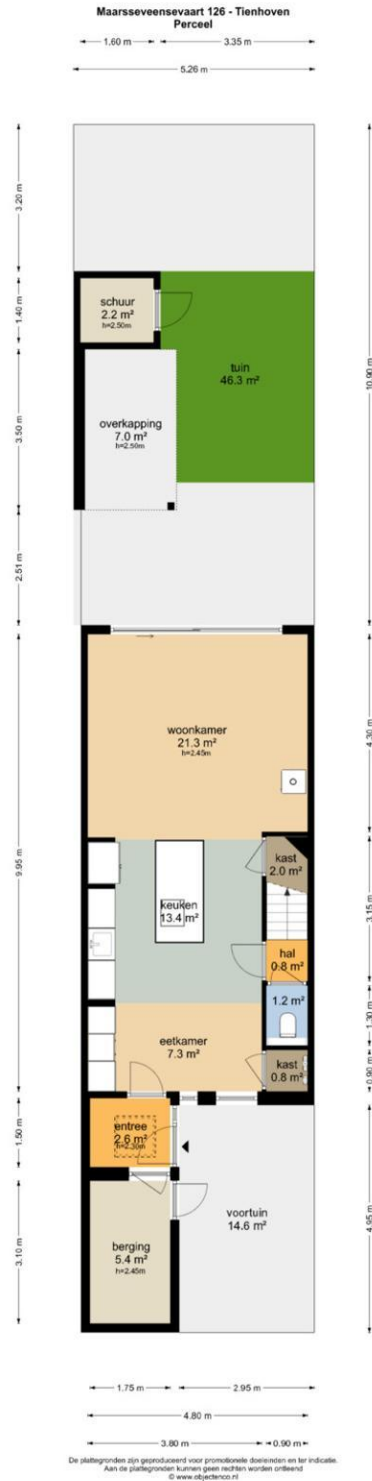 Maarsseveensevaart 126 - Tienhoven
Perceel
1.60 m
3.35 m
5.26 m
3.20 m
1.40 m
3.50 m
2.51 m
9.95 m
1.50 m
3.10 m
10.90 m
4.30 m
3.15 m
1.30 m
0.90 m
4.95 m
schuur
2.2 m²
h=2.50m
tuin
46.3 m²
overkapping
7.0 m²
h=2.50m
woonkamer
21.3 m²
h=2.45m
kast
2.0 m²
keuken
13.4 m²
hal
0.8 m²
1.2 m²
eetkamer
7.3 m²
kast
0.8 m²
entree
2.6 m²
h=2.30m
voortuin
14.6 m²
berging
5.4 m²
h=2.45m
1.75 m
2.95 m
4.80 m
3.80 m
0.90 m
De plattegronden zijn geproduceerd voor promotionele doeleinden en ter indicatie.
Aan de plattegronden kunnen geen rechten worden ontleend
© www.objectenco.nl